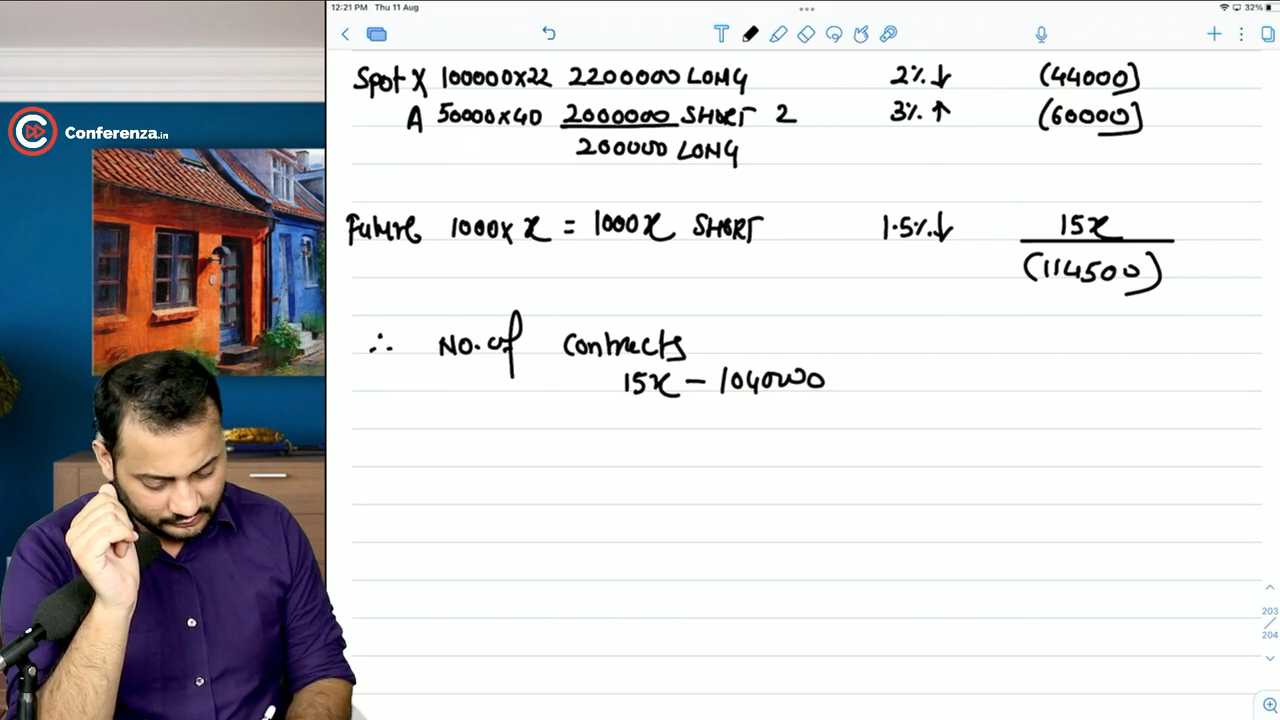 12:21 PM Thu 11 Aug
32%
Spot X 100000x22 2200000 LONG 2% ↓ (44000)
A 50000x40 2000000 SHORT 2 3% ↑ (60000)
200000 LONG
Conferenza.in
Future 1000x x = 1000x SHORT 1.5% ↓ 15x
(114500)
∴ No. of contracts
15x - 104000
203
204